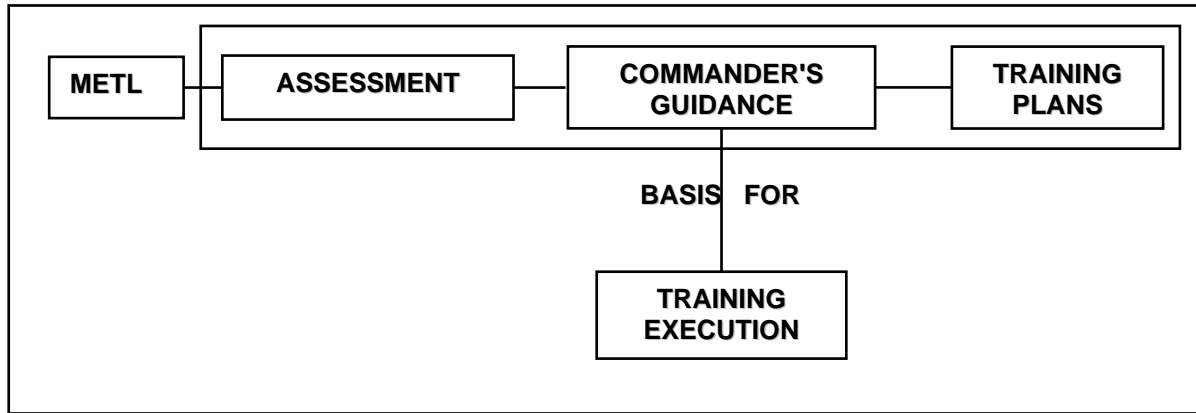 METL
ASSESSMENT
COMMANDER'S
GUIDANCE
TRAINING
PLANS
BASIS FOR
TRAINING
EXECUTION